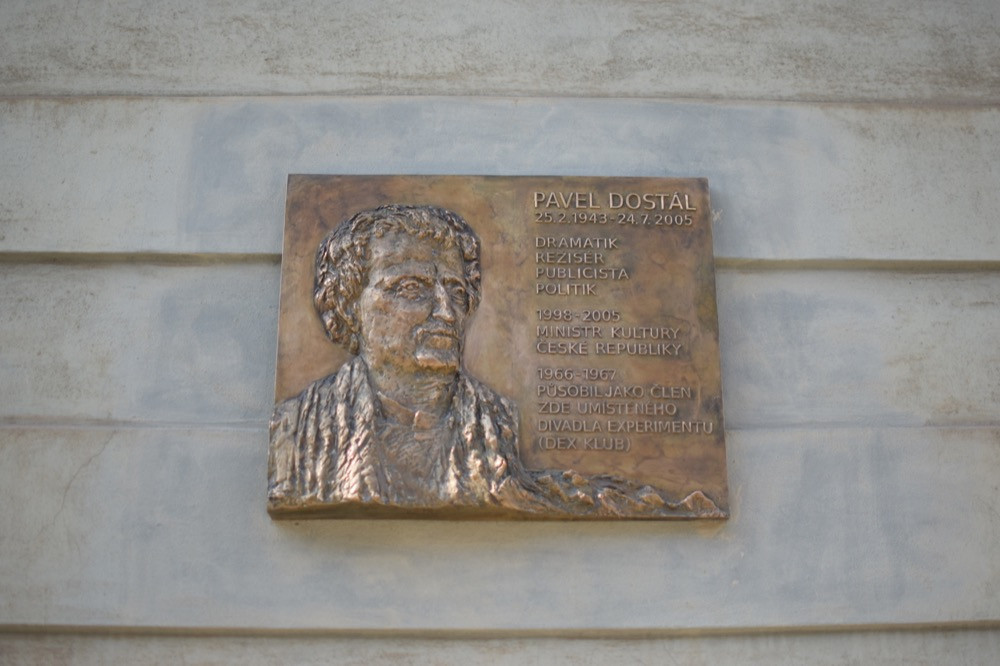 PAVEL DOSTÁL
25.2.1943-24.7.2005
DRAMATIK
REŽISÉR
PUBLICISTA
POLITIK
1998-2005
MINISTR KULTURY
ČESKÉ REPUBLIKY
1966-1967
PŮSOBIL JAKO ČLEN
ZDE UMÍSTĚNÉHO
DIVADLA EXPERIMENTU
(DEX KLUB)